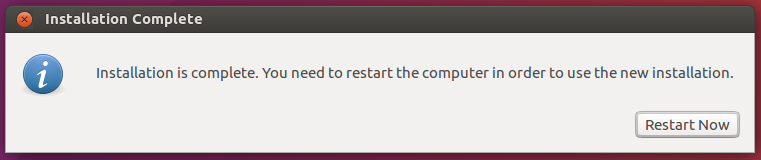 Installation Complete
Installation is complete. You need to restart the computer in order to use the new installation.
Restart Now